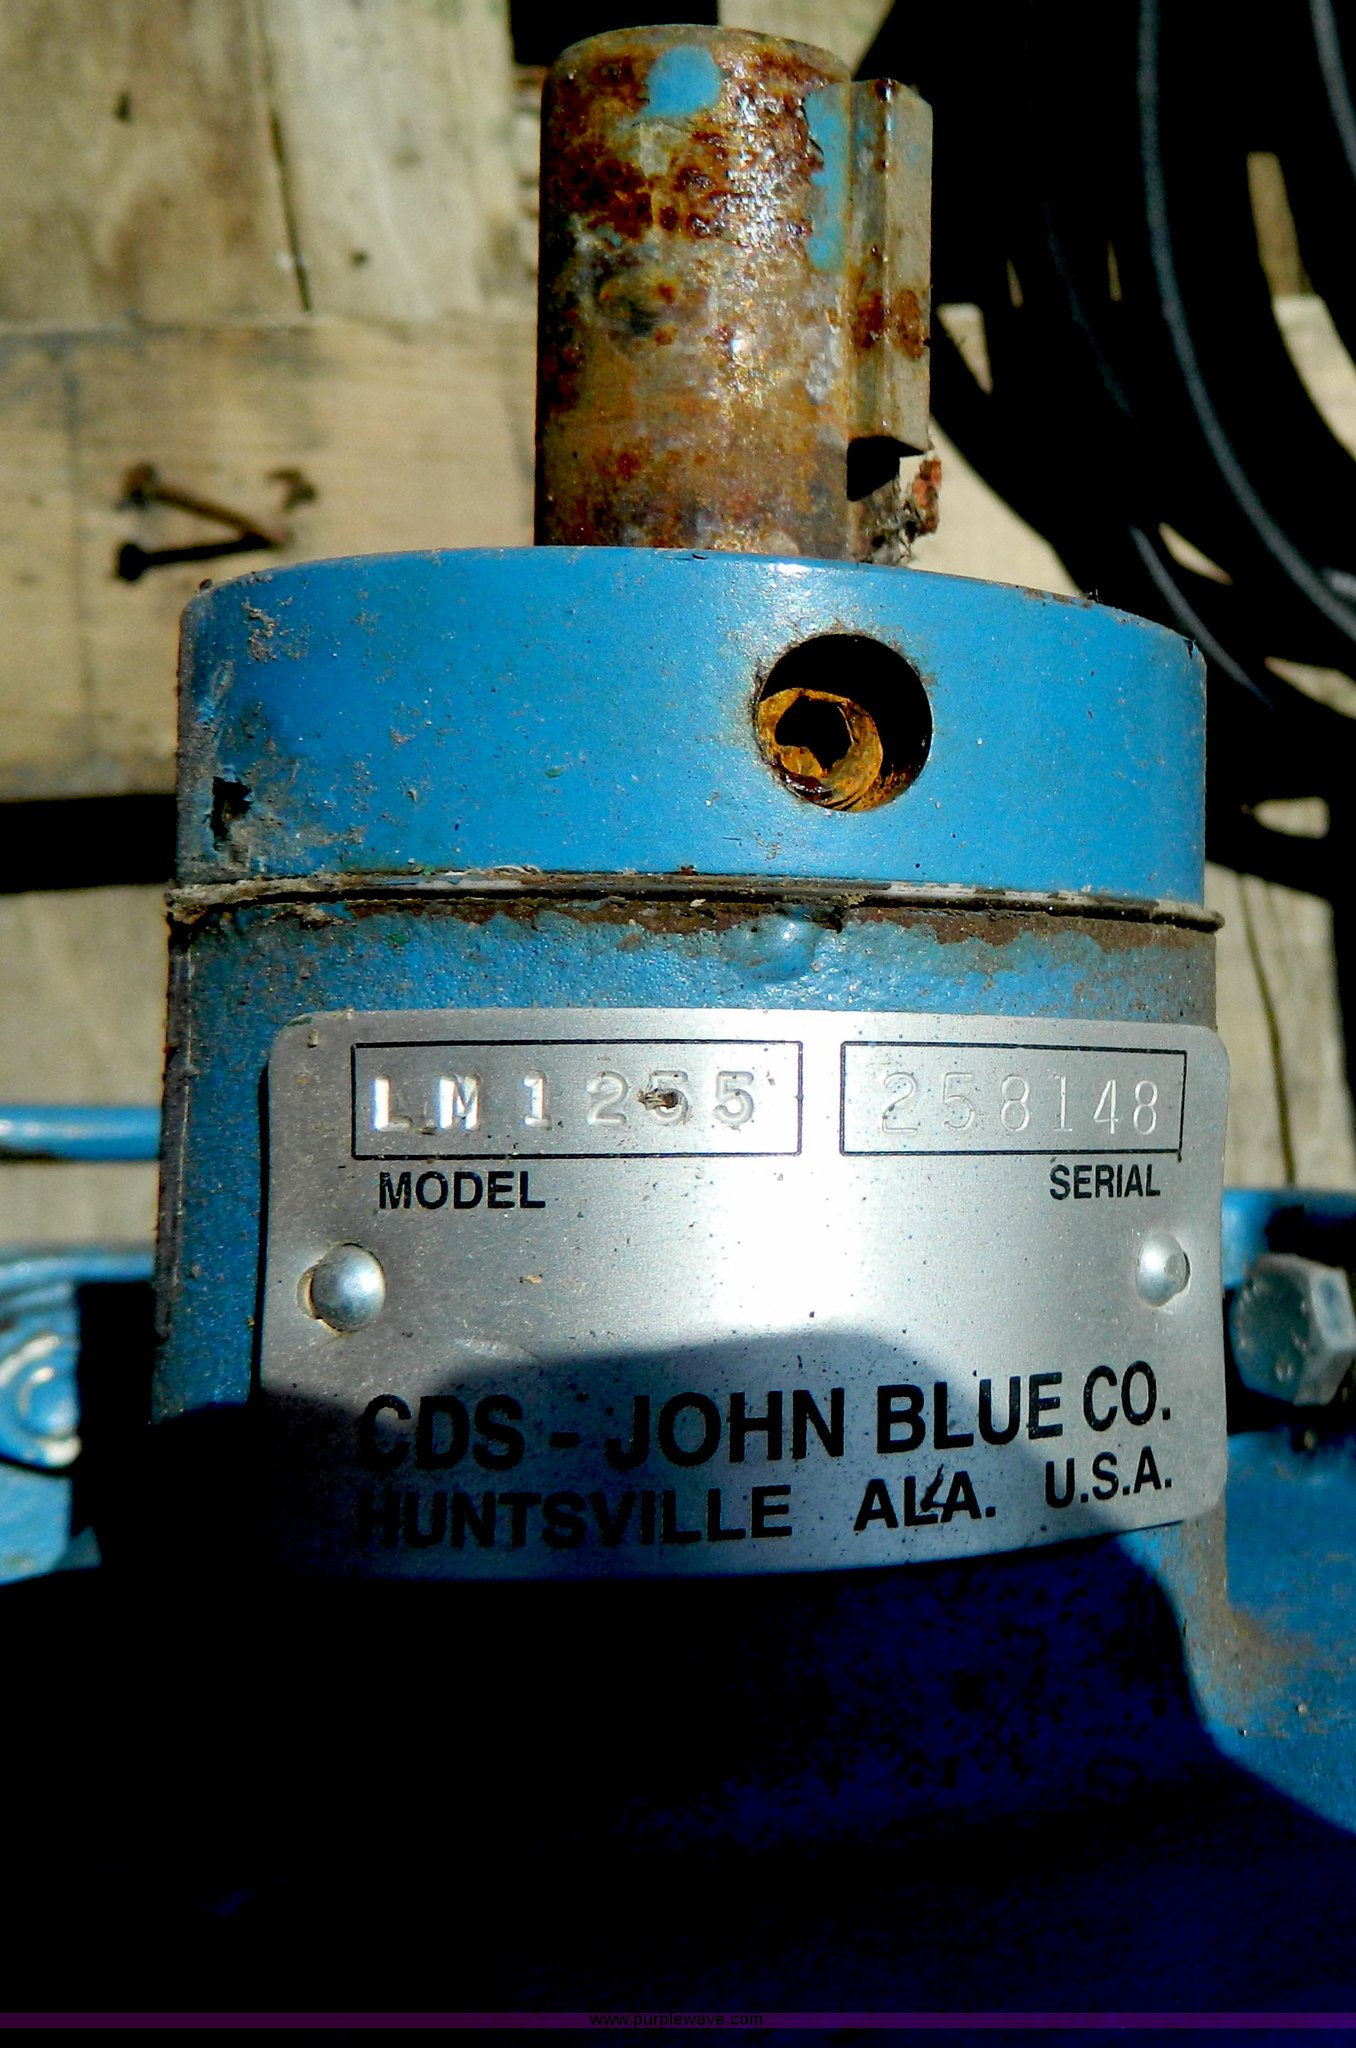 LM1255 258148
MODEL SERIAL
CDS - JOHN BLUE CO.
HUNTSVILLE ALA. U.S.A.
www.purplewave.com